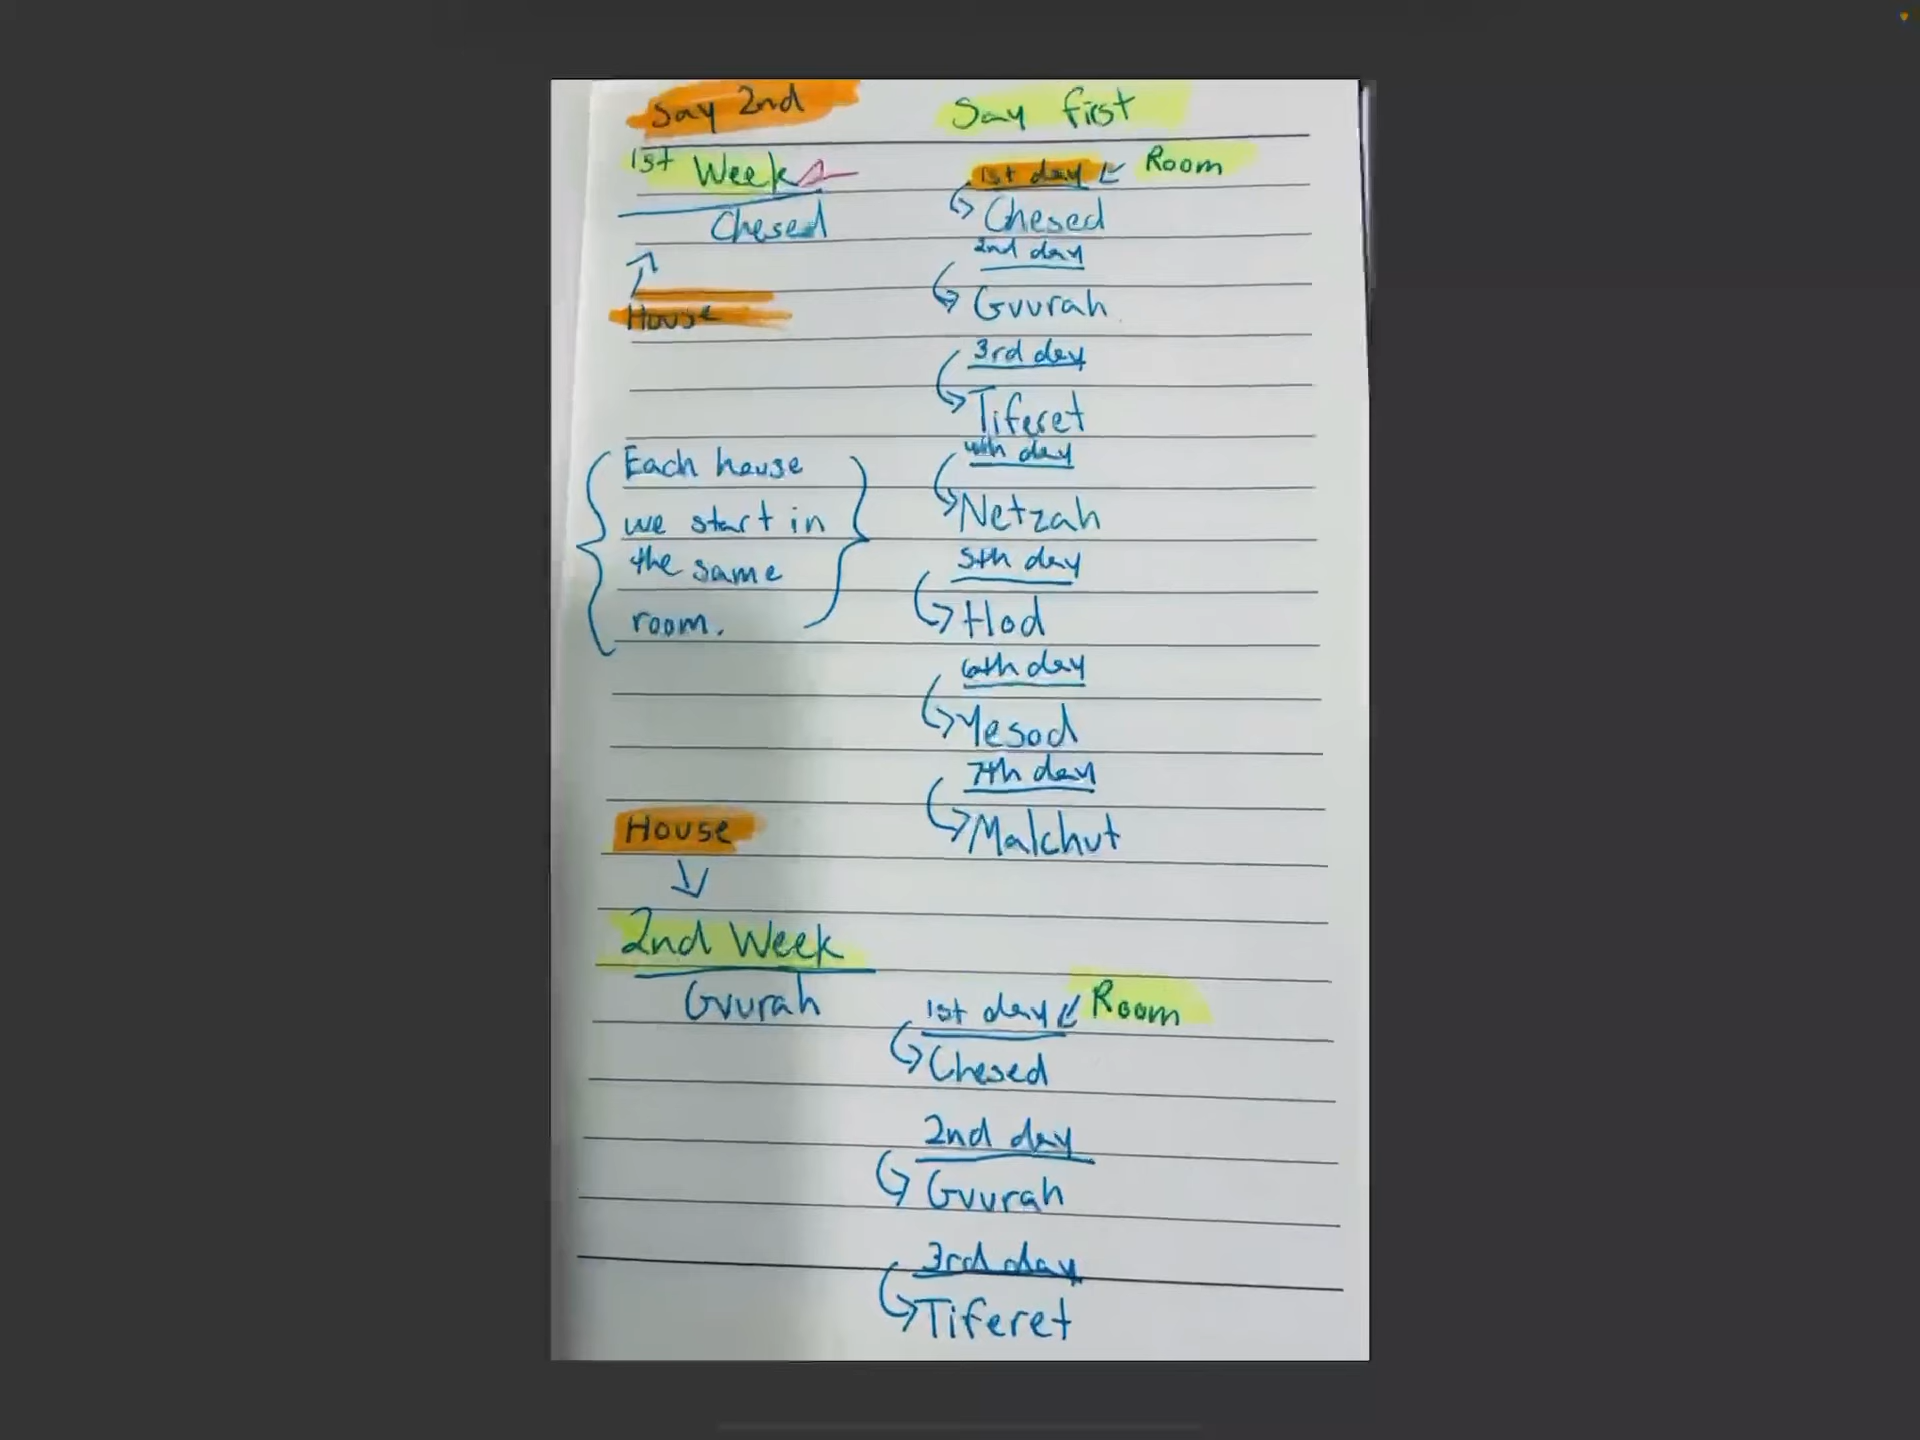 Say 2nd
Say first
1st Week
1st day
Room
Chesed
Chesed
2nd day
House
Gvurah
3rd day
Tiferet
Each house
4th day
we start in
Netzah
the same
5th day
room.
Hod
6th day
Yesod
7th day
House
Malchut
2nd Week
Gvurah
1st day
Room
Chesed
2nd day
Gvurah
3rd day
Tiferet